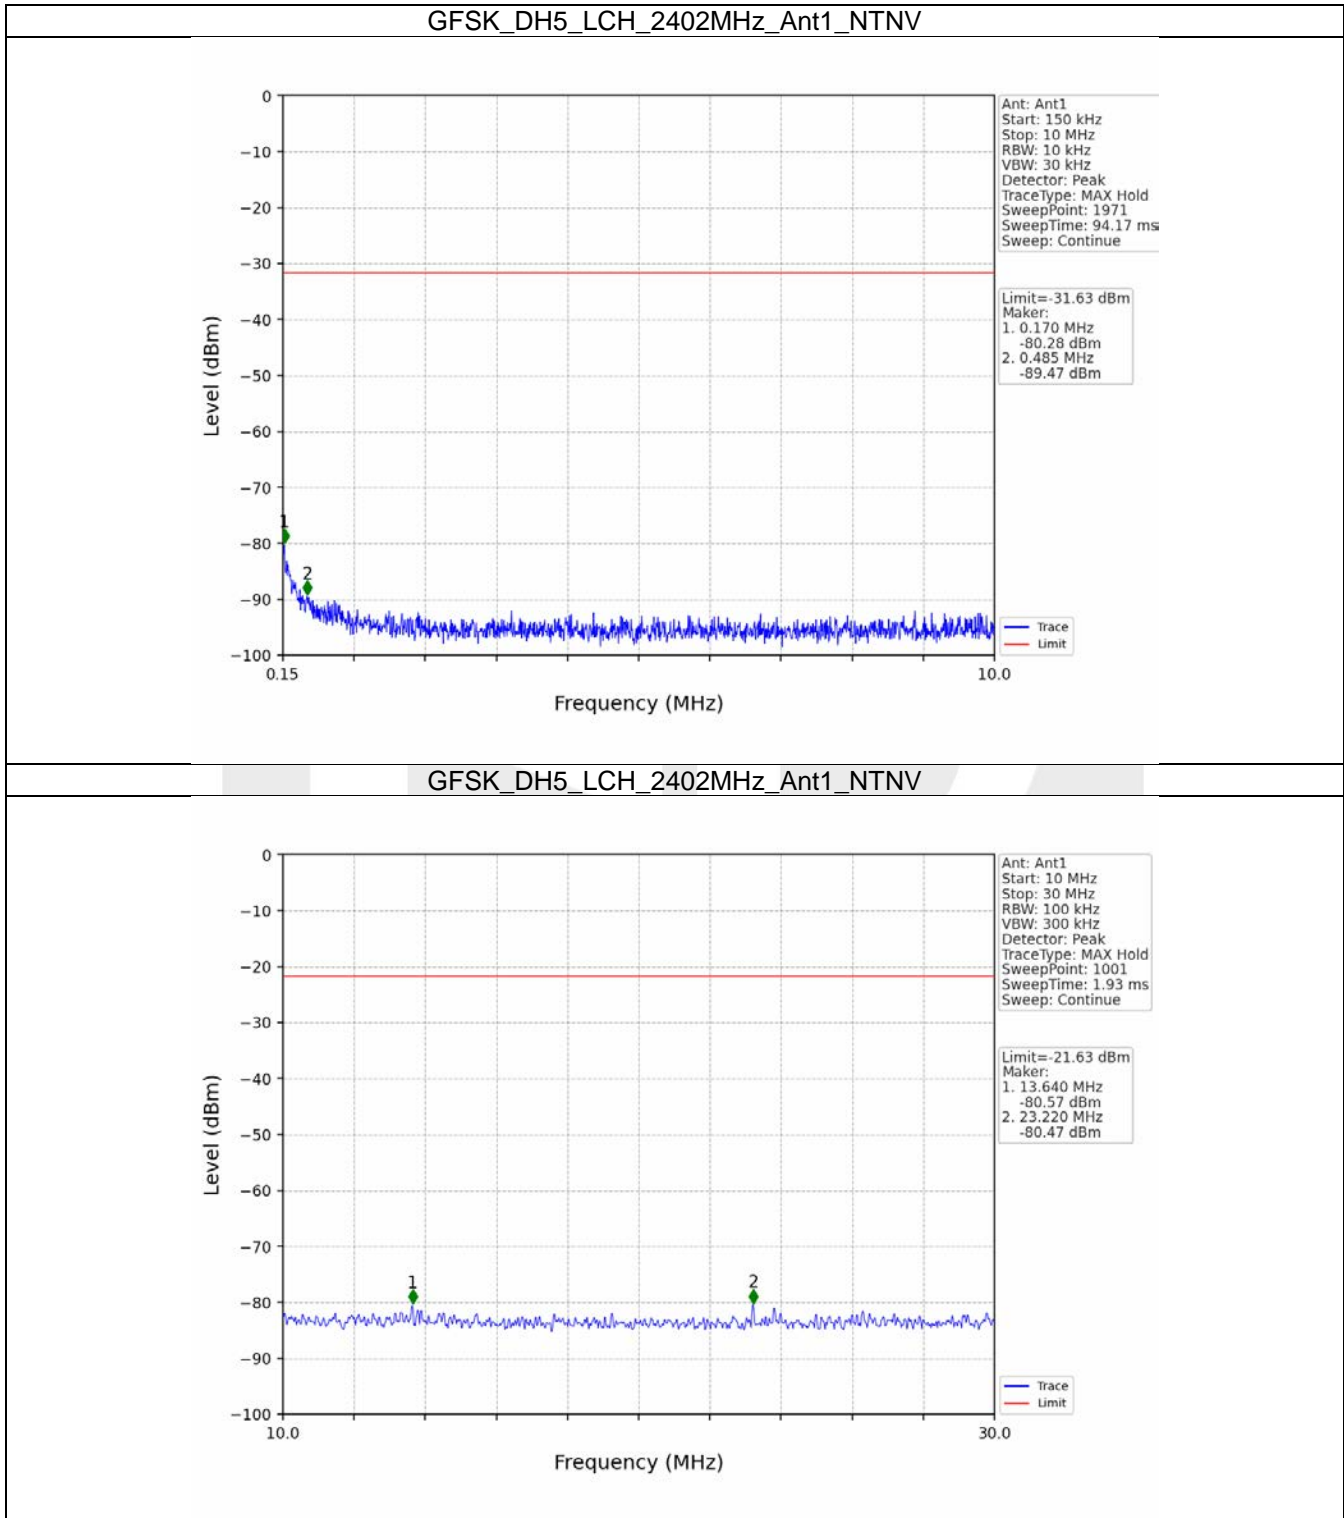 GFSK_DH5_LCH_2402MHz_Ant1_NTNV
0
−10
−20
−30
−40
−50
−60
−70
−80
−90
−100
Level (dBm)
1
2
0.15
10.0
Frequency (MHz)
Ant: Ant1
Start: 150 kHz
Stop: 10 MHz
RBW: 10 kHz
VBW: 30 kHz
Detector: Peak
TraceType: MAX Hold
SweepPoint: 1971
SweepTime: 94.17 ms
Sweep: Continue
Limit=-31.63 dBm
Maker:
1. 0.170 MHz
-80.28 dBm
2. 0.485 MHz
-89.47 dBm
Trace
Limit
GFSK_DH5_LCH_2402MHz_Ant1_NTNV
0
−10
−20
−30
−40
−50
−60
−70
−80
−90
−100
Level (dBm)
1
2
10.0
30.0
Frequency (MHz)
Ant: Ant1
Start: 10 MHz
Stop: 30 MHz
RBW: 100 kHz
VBW: 300 kHz
Detector: Peak
TraceType: MAX Hold
SweepPoint: 1001
SweepTime: 1.93 ms
Sweep: Continue
Limit=-21.63 dBm
Maker:
1. 13.640 MHz
-80.57 dBm
2. 23.220 MHz
-80.47 dBm
Trace
Limit